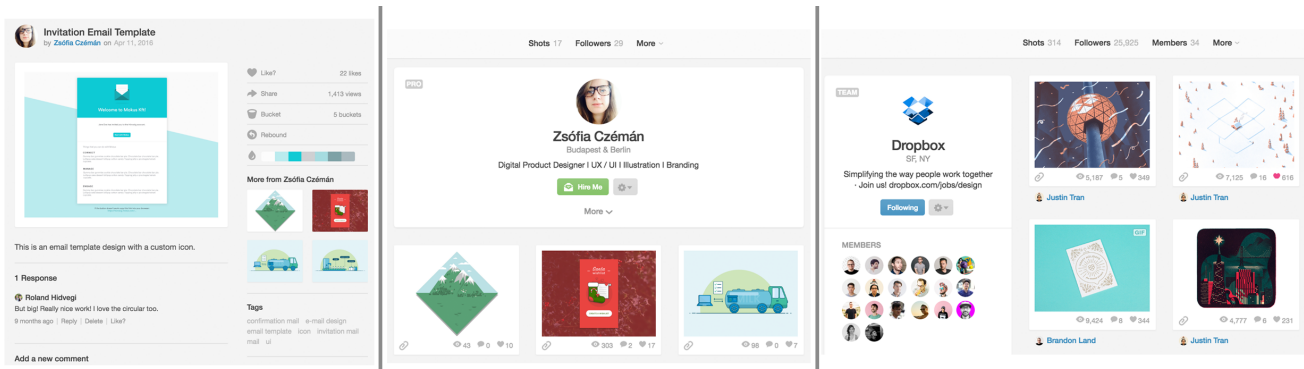 Invitation Email Template
by Zsófia Czémán on Apr 11, 2016
Welcome to Mokus XYI
Like?
22 likes
Share
1,413 views
Bucket
5 buckets
Rebound
More from Zsófia Czémán
This is an email template design with a custom icon.
1 Response
Roland Hidvegi
But big! Really nice work! I love the circular too.
9 months ago | Reply | Delete | Like?
Add a new comment
Tags
confirmation mail e-mail design
email template icon invitation mail
mail ui
Shots 17 Followers 29 More
PRO
Zsófia Czémán
Budapest & Berlin
Digital Product Designer I UX / UI I Illustration I Branding
Hire Me
More
43 0 10
303 2 17
98 0 7
Shots 314 Followers 25,925 Members 34 More
TEAM
Dropbox
SF, NY
Simplifying the way people work together
· Join us! dropbox.com/jobs/design
Following
MEMBERS
5,187 5 349
Justin Tran
7,125 16 616
Justin Tran
GIF
9,424 8 344
Brandon Land
4,777 6 231
Justin Tran